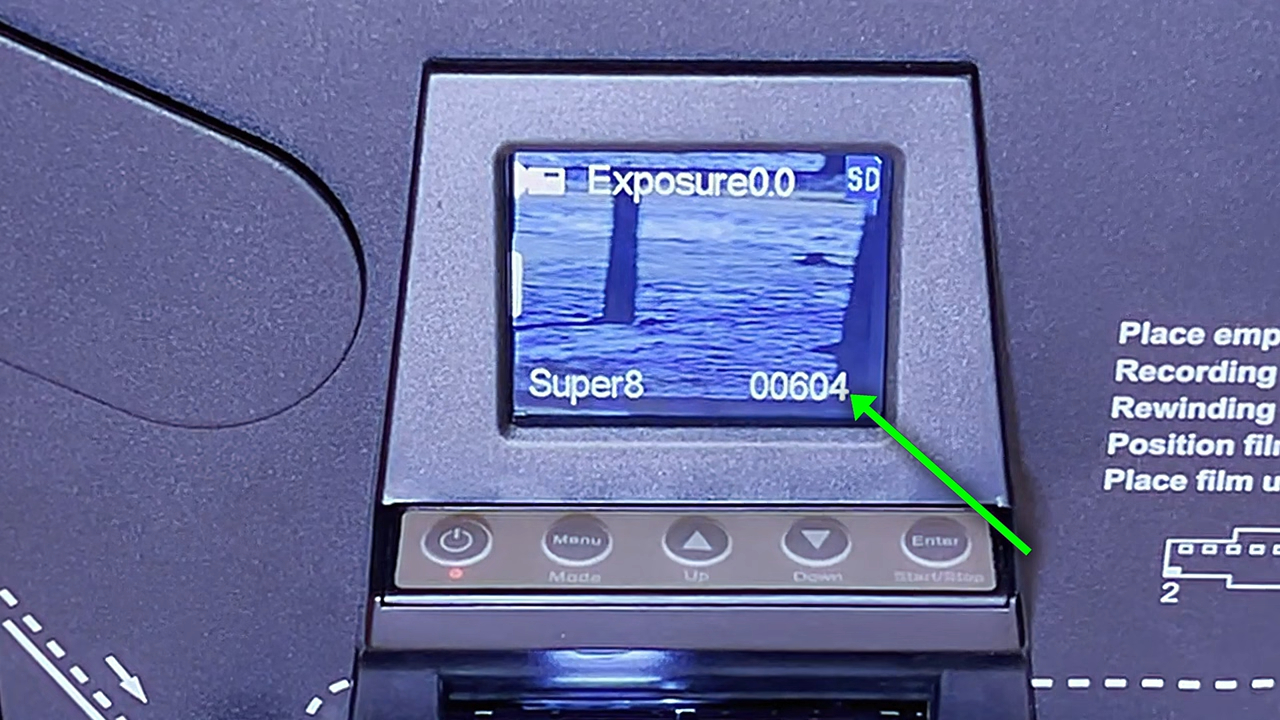 Exposure0.0
SD
Super8
00604
Menu
Enter
Mode
Up
Down
Start/Stop
Place emp
Recording
Rewinding
Position fil
Place film u
2